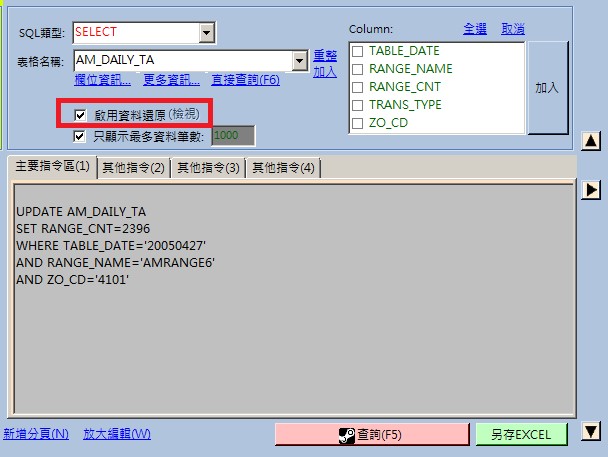 SQL類型: SELECT
表格名稱: AM_DAILY_TA
重整
加入
欄位資訊... 更多資訊... 直接查詢(F6)
啟用資料還原 (檢視)
只顯示最多資料筆數: 1000
Column: 全選 取消
TABLE_DATE
RANGE_NAME
RANGE_CNT
TRANS_TYPE
ZO_CD
加入
主要指令區(1) 其他指令(2) 其他指令(3) 其他指令(4)
UPDATE AM_DAILY_TA
SET RANGE_CNT=2396
WHERE TABLE_DATE='20050427'
AND RANGE_NAME='AMRANGE6'
AND ZO_CD='4101'
新增分頁(N) 放大編輯(W) 查詢(F5) 另存EXCEL